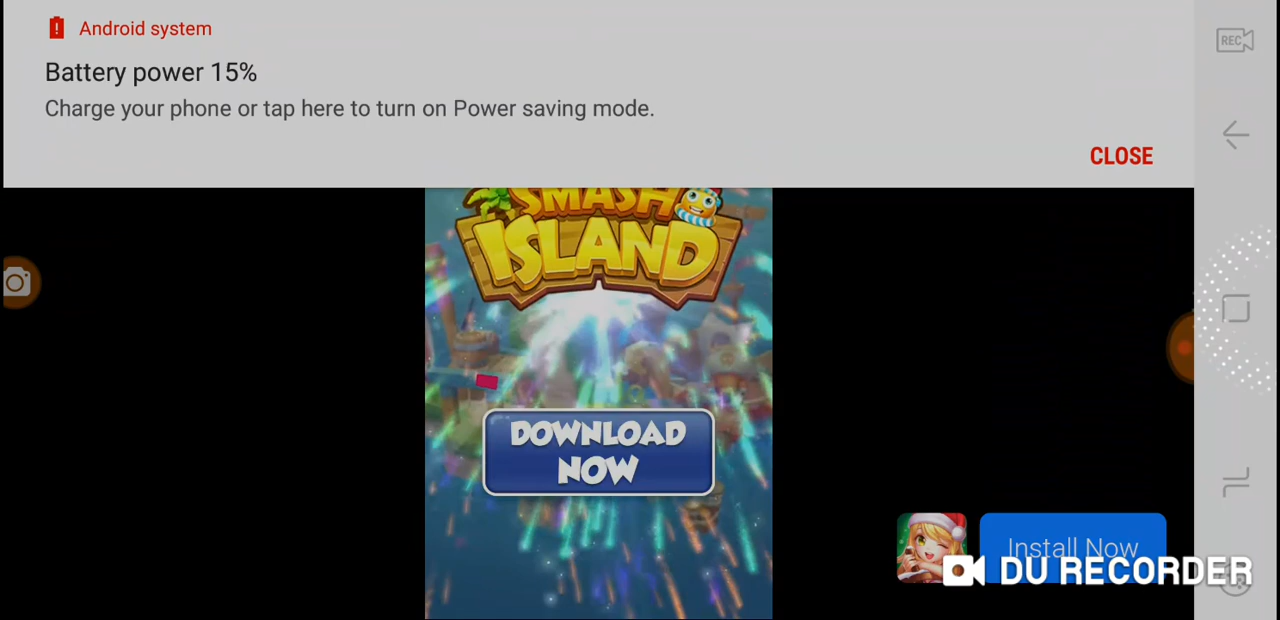 Android system
Battery power 15%
Charge your phone or tap here to turn on Power saving mode.
CLOSE
REC
SMASH
ISLAND
DOWNLOAD
NOW
Install Now
DU RECORDER